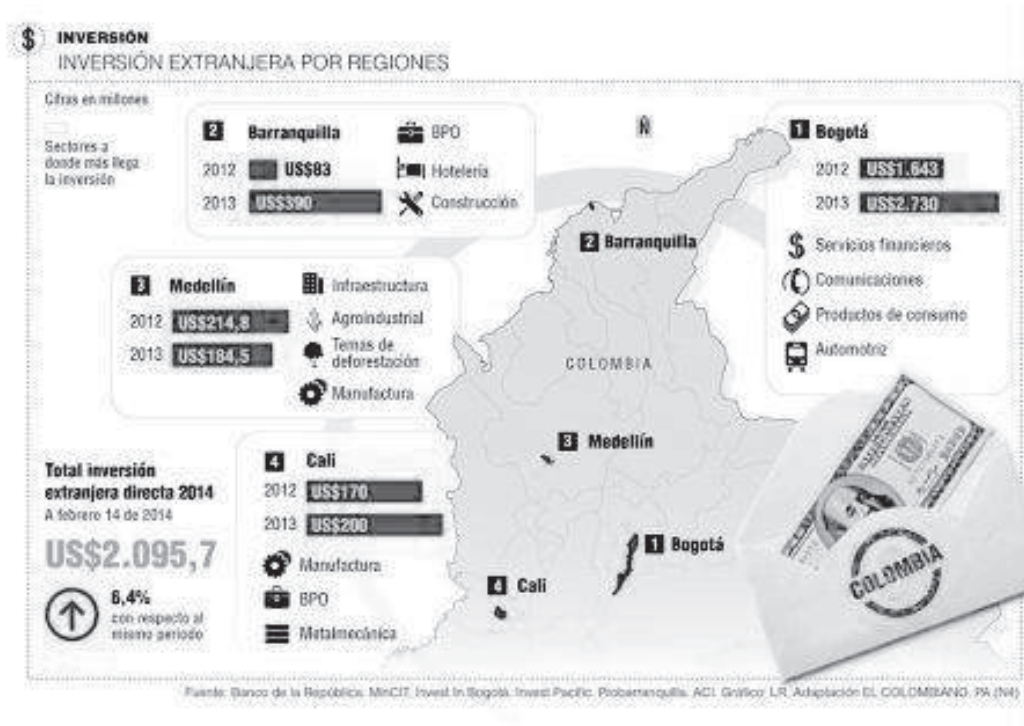 $ INVERSIÓN
INVERSIÓN EXTRANJERA POR REGIONES
Cifras en millones
Sectores a
donde más llega
la inversión
2 Barranquilla
2012 US$83
2013 US$390
BPO
Hotelería
Construcción
N
1 Bogotá
2012 US$1.643
2013 US$2.730
$ Servicios financieros
Comunicaciones
Productos de consumo
Automotriz
3 Medellín
2012 US$214,8
2013 US$184,5
Infraestructura
Agroindustrial
Temas de
deforestación
Manufactura
2 Barranquilla
COLOMBIA
3 Medellín
1 Bogotá
4 Cali
4 Cali
2012 US$170
2013 US$200
Manufactura
BPO
Metalmecánica
Total inversión
extranjera directa 2014
A febrero 14 de 2014
US$2.095,7
6,4%
con respecto al
mismo periodo
COLOMBIA
Fuente: Banco de la República. MinCIT. Invest In Bogotá. Invest Pacific. Probarranquilla. ACI. Gráfico: LR. Adaptación EL COLOMBIANO. PA (N4)